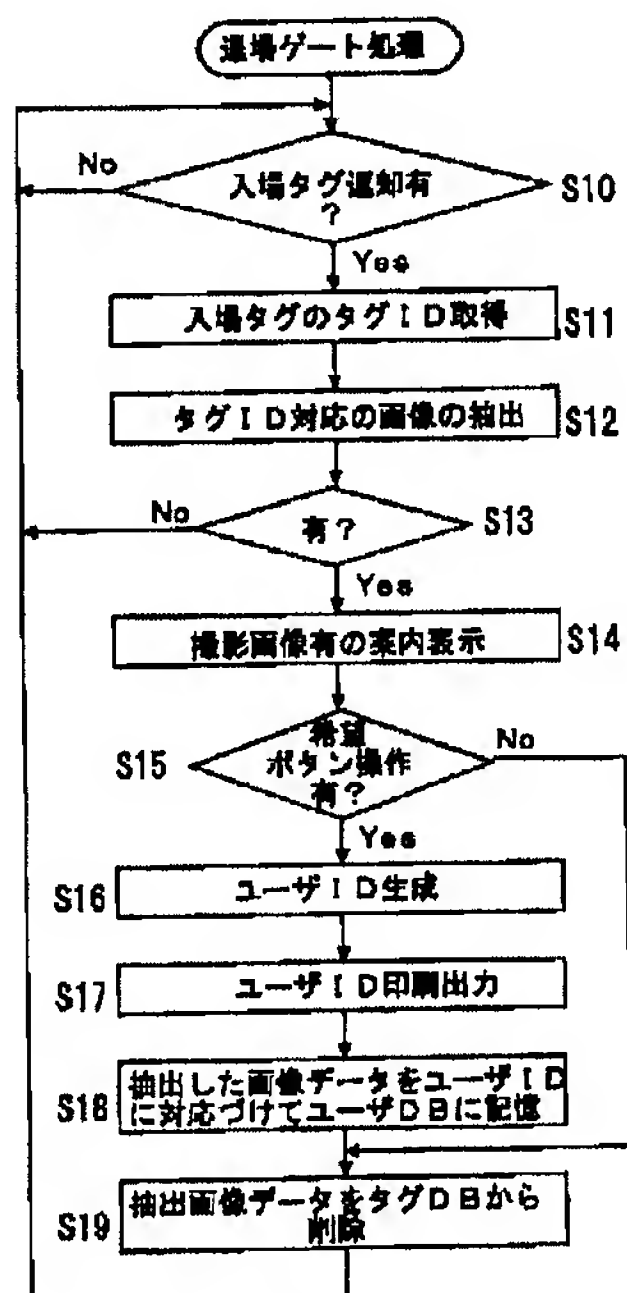 退場ゲート処理
No
入場タグ返却有
?
S10
Yes
入場タグのタグID取得
S11
タグID対応の画像の抽出
S12
No
有?
S13
Yes
撮影画像有の案内表示
S14
希望
ボタン操作
有?
S15
No
Yes
S16
ユーザID生成
S17
ユーザID印刷出力
S18
抽出した画像データをユーザID
に対応づけてユーザDBに記憶
S19
抽出画像データをタグDBから
削除